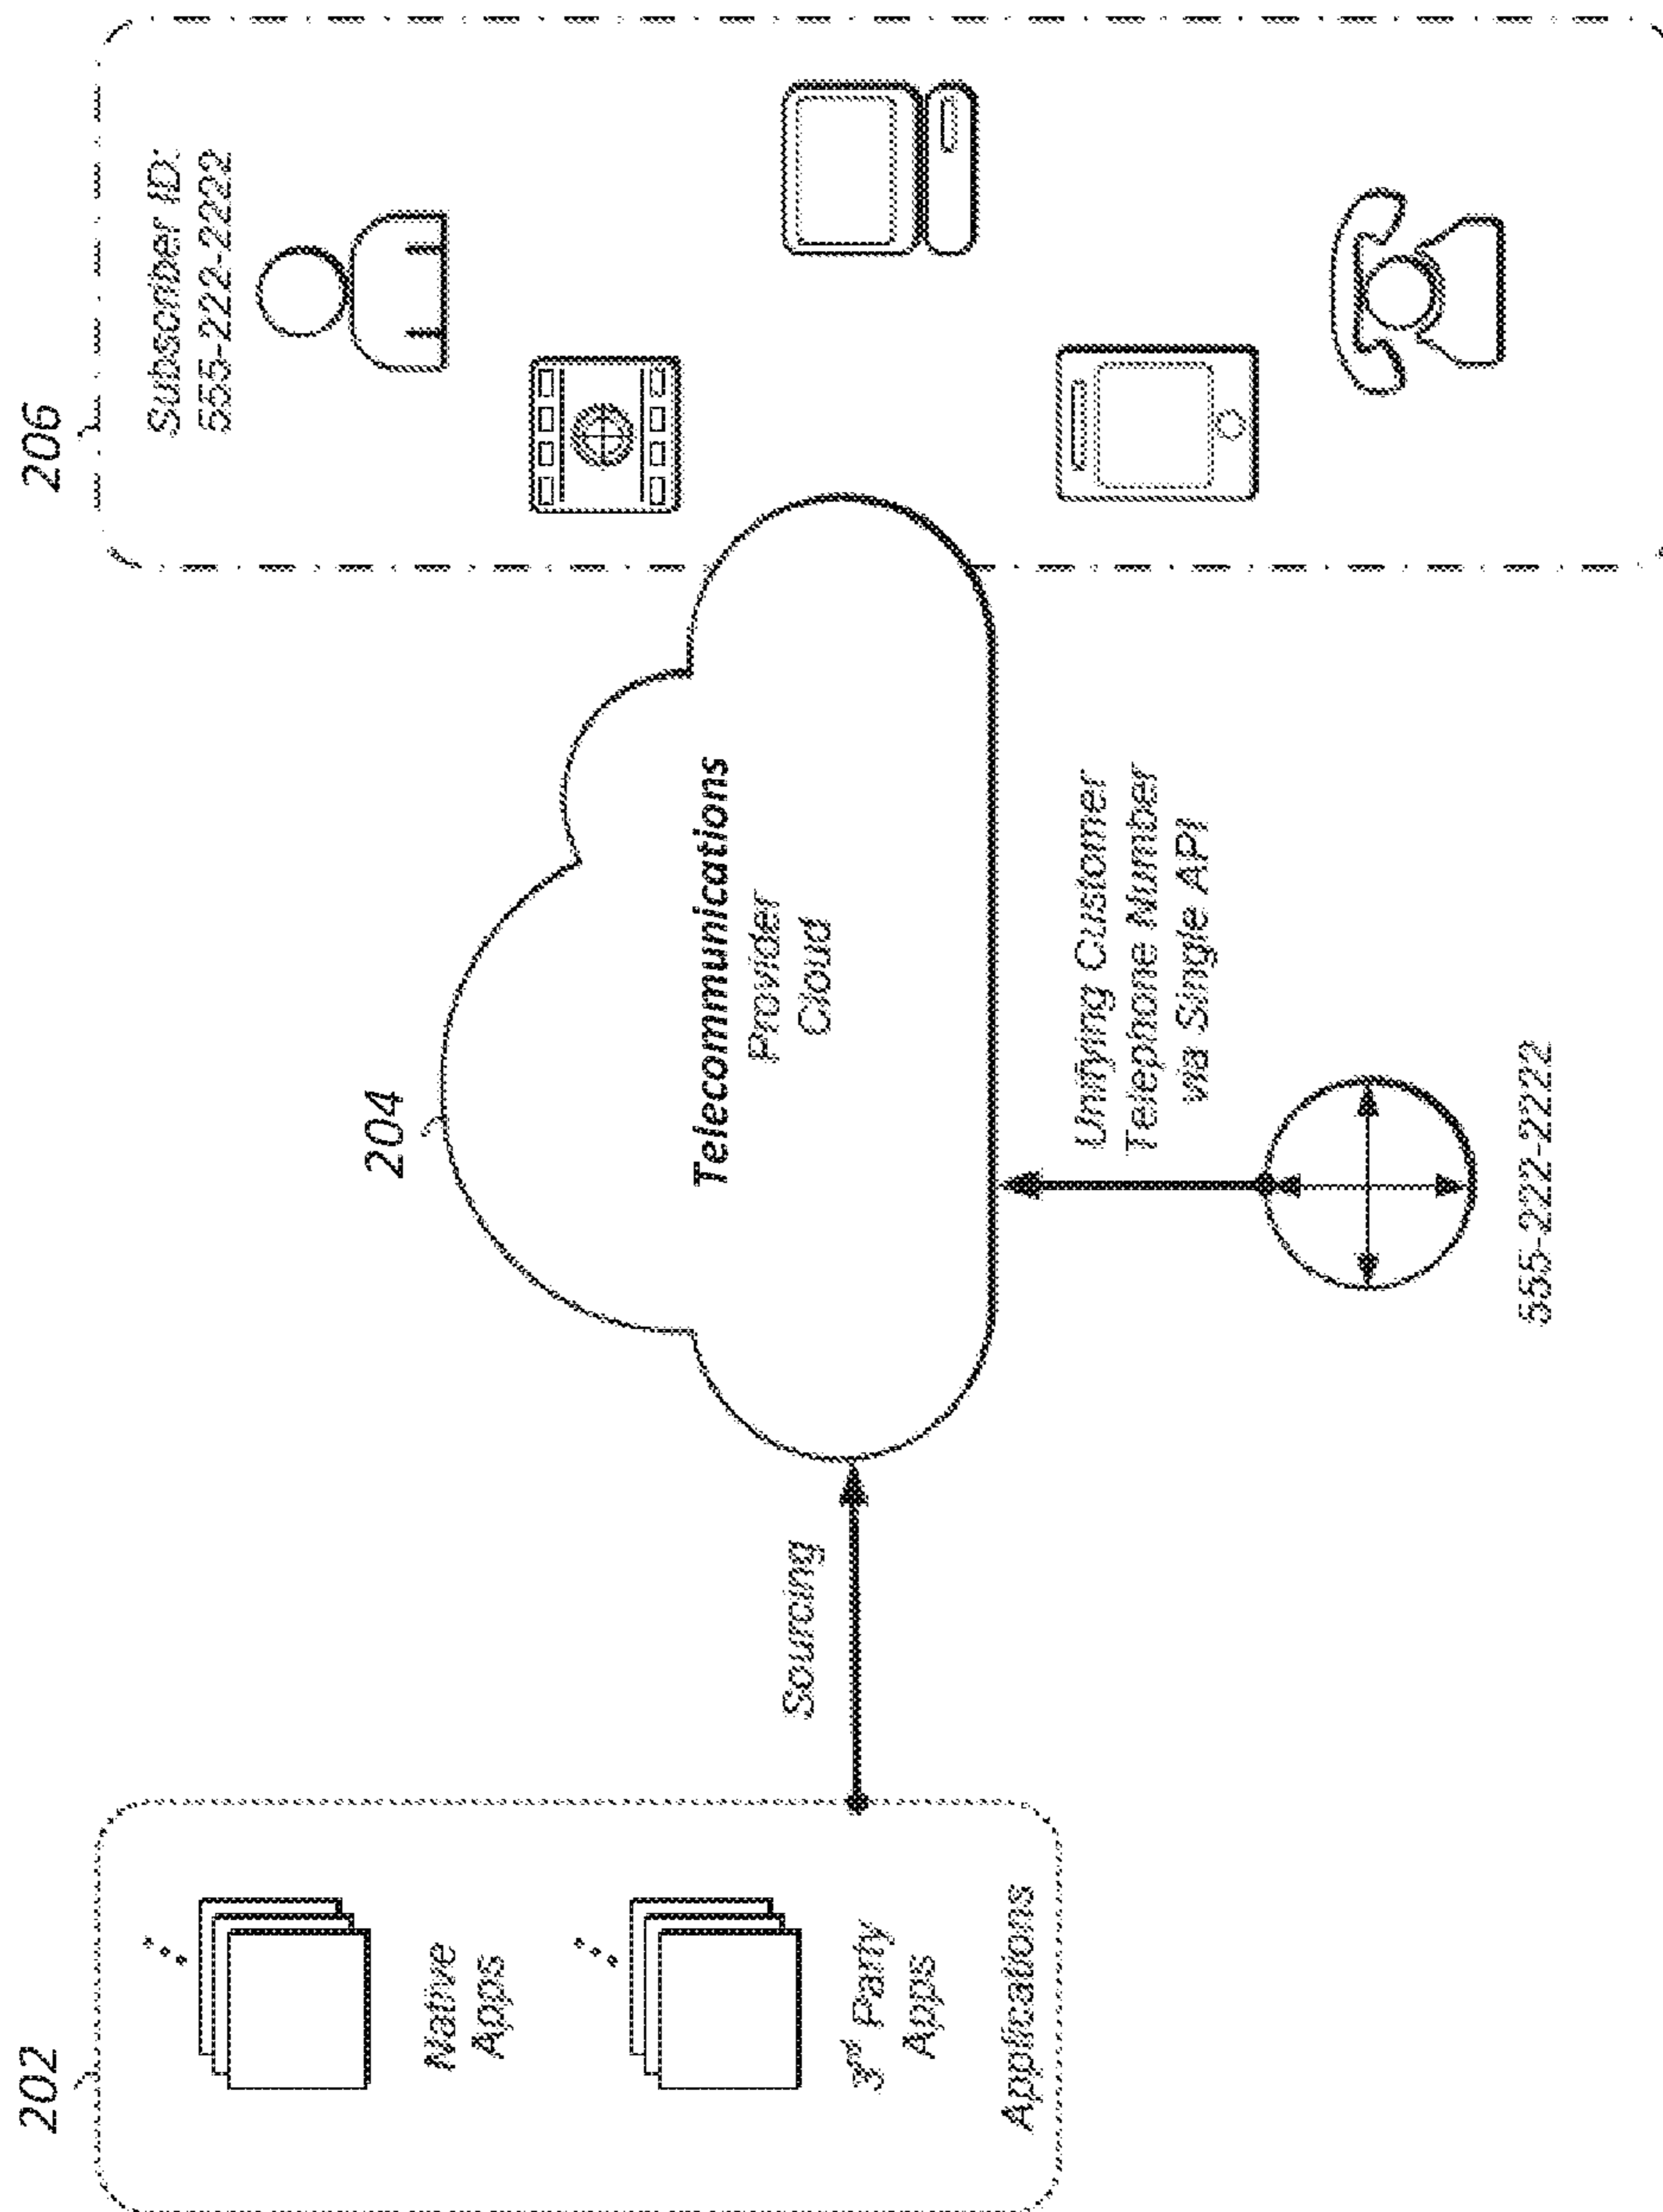 202
Native
Apps
3rd Party
Apps
Applications
Sourcing
204
Telecommunications
Provider
Cloud
Unifying Customer
Telephone Number
via Single API
555-222-2222
206
Subscriber ID:
555-222-2222